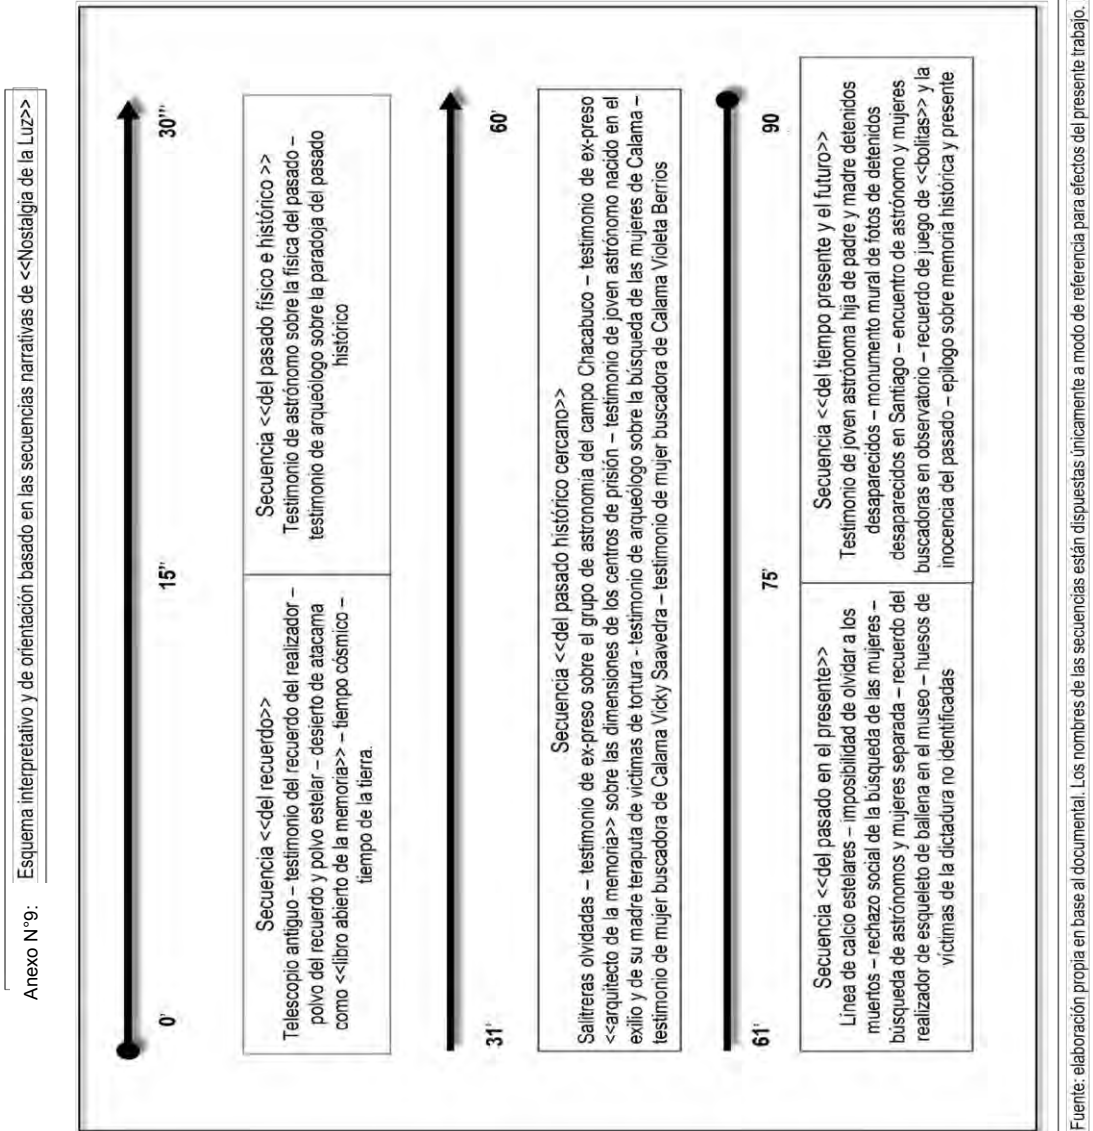 Anexo N°9: Esquema interpretativo y de orientación basado en las secuencias narrativas de <<Nostalgia de la Luz>>
0' 15'' 30'''
Secuencia <<del recuerdo>>
Telescopio antiguo – testimonio del recuerdo del realizador –
polvo del recuerdo y polvo estelar – desierto de atacama
como <<libro abierto de la memoria>> – tiempo cósmico –
tiempo de la tierra.
Secuencia <<del pasado físico e histórico >>
Testimonio de astrónomo sobre la física del pasado –
testimonio de arqueólogo sobre la paradoja del pasado
histórico
31' 60'
Secuencia <<del pasado histórico cercano>>
Salitreras olvidadas – testimonio de ex-preso sobre el grupo de astronomía del campo Chacabuco – testimonio de ex-preso
<<arquitecto de la memoria>> sobre las dimensiones de los centros de prisión – testimonio de joven astrónomo nacido en el
exilio y de su madre teraputa de víctimas de tortura - testimonio de arqueólogo sobre la búsqueda de las mujeres de Calama –
testimonio de mujer buscadora de Calama Vicky Saavedra – testimonio de mujer buscadora de Calama Violeta Berrios
61' 75' 90
Secuencia <<del pasado en el presente>>
Línea de calcio estelares – imposibilidad de olvidar a los
muertos – rechazo social de la búsqueda de las mujeres –
búsqueda de astrónomos y mujeres separada – recuerdo del
realizador de esqueleto de ballena en el museo – huesos de
víctimas de la dictadura no identificadas
Secuencia <<del tiempo presente y el futuro>>
Testimonio de joven astrónoma hija de padre y madre detenidos
desaparecidos – monumento mural de fotos de detenidos
desaparecidos en Santiago – encuentro de astrónomo y mujeres
buscadoras en observatorio – recuerdo de juego de <<bolitas>> y la
inocencia del pasado – epílogo sobre memoria histórica y presente
Fuente: elaboración propia en base al documental. Los nombres de las secuencias están dispuestas únicamente a modo de referencia para efectos del presente trabajo.